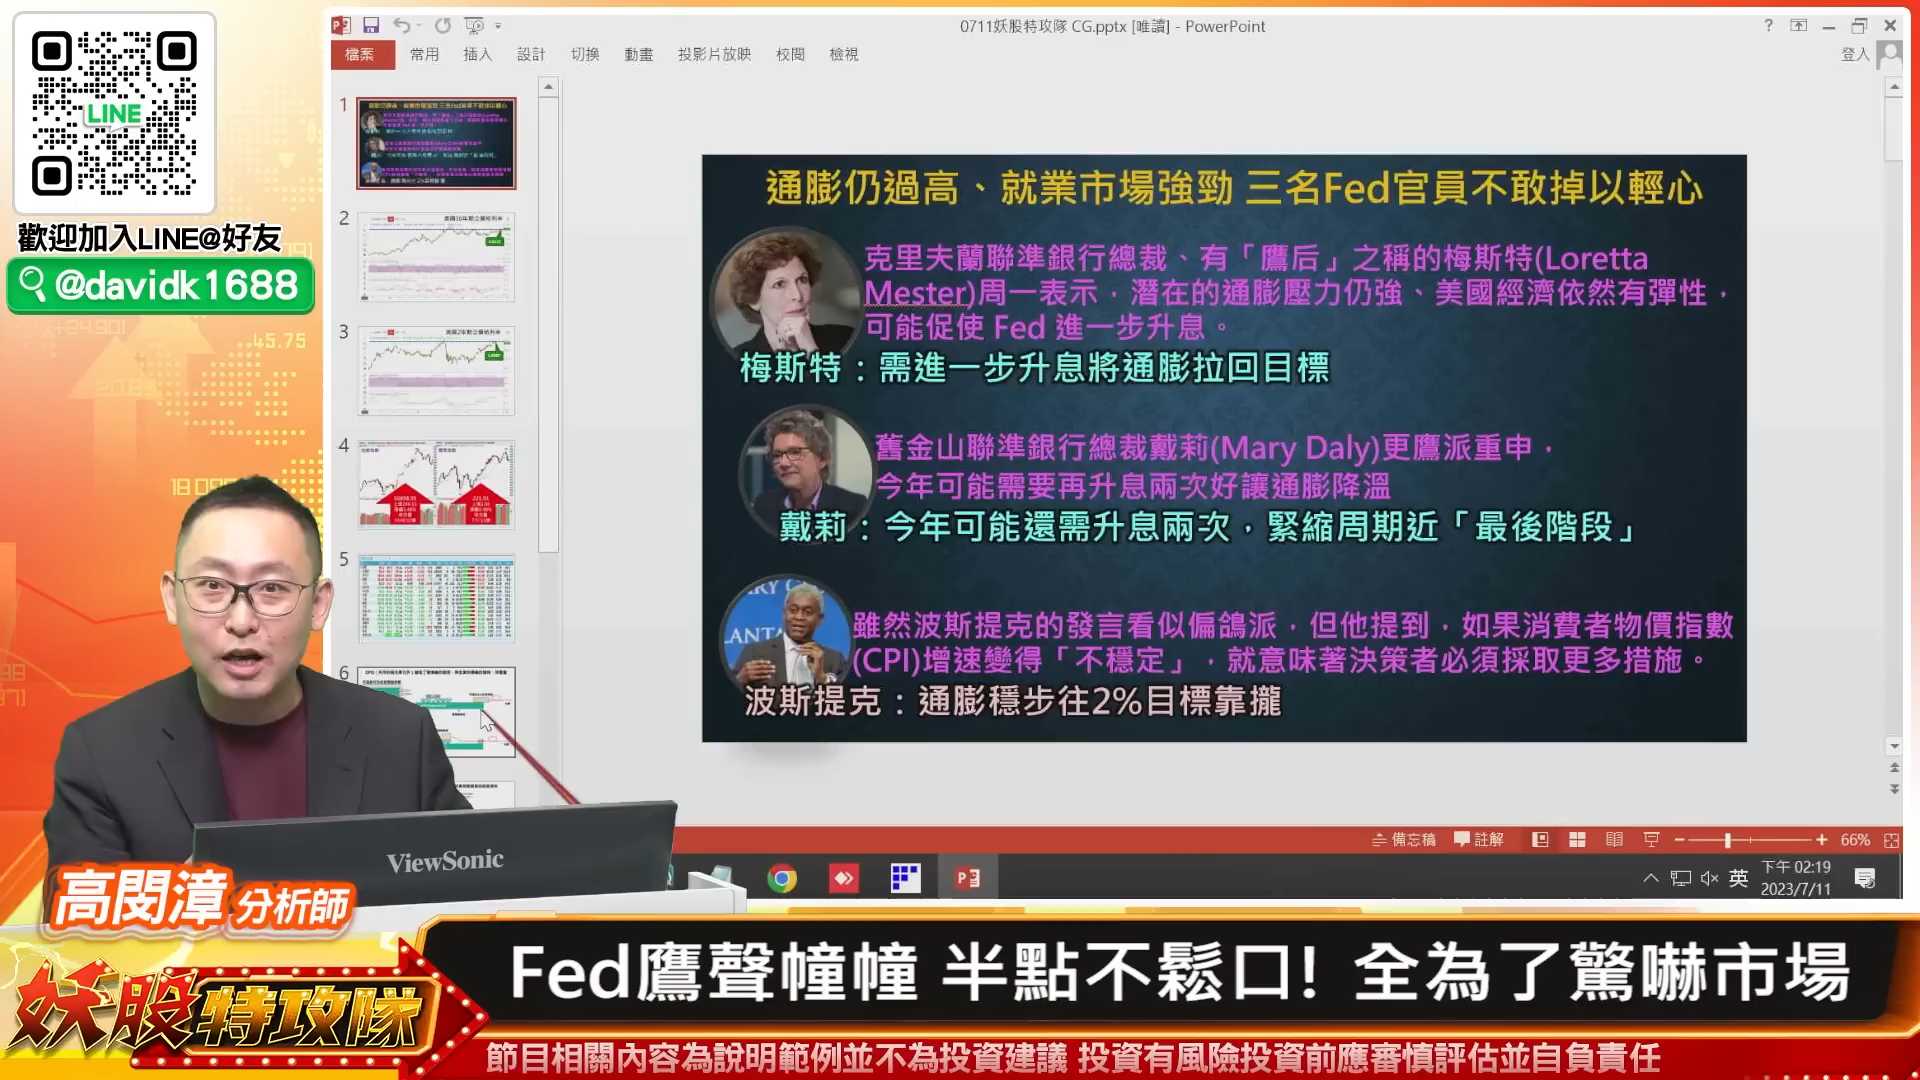 LINE
歡迎加入LINE@好友
@davidk1688
0711妖股特攻隊 CG.pptx [唯讀] - PowerPoint
檔案 常用 插入 設計 切換 動畫 投影片放映 校閱 檢視
登入
1
2
3
4
5
6
通膨仍過高、就業市場強勁 三名Fed官員不敢掉以輕心
克里夫蘭聯準銀行總裁、有「鷹后」之稱的梅斯特(Loretta
Mester)周一表示，潛在的通膨壓力仍強、美國經濟依然有彈性，
可能促使 Fed 進一步升息。
梅斯特：需進一步升息將通膨拉回目標
舊金山聯準銀行總裁戴莉(Mary Daly)更鷹派重申，
今年可能需要再升息兩次好讓通膨降溫
戴莉：今年可能還需升息兩次，緊縮周期近「最後階段」
雖然波斯提克的發言看似偏鴿派，但他提到，如果消費者物價指數
(CPI)增速變得「不穩定」，就意味著決策者必須採取更多措施。
波斯提克：通膨穩步往2%目標靠攏
備忘稿 註解 66%
英
下午 02:19
2023/7/11
ViewSonic
高閔漳 分析師
妖股特攻隊
Fed鷹聲幢幢 半點不鬆口! 全為了驚嚇市場
節目相關內容為說明範例並不為投資建議 投資有風險投資前應審慎評估並自負責任